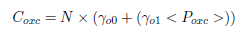 C_{oxc} = N × (γ_{o0} + (γ_{o1} < P_{oxc} >))